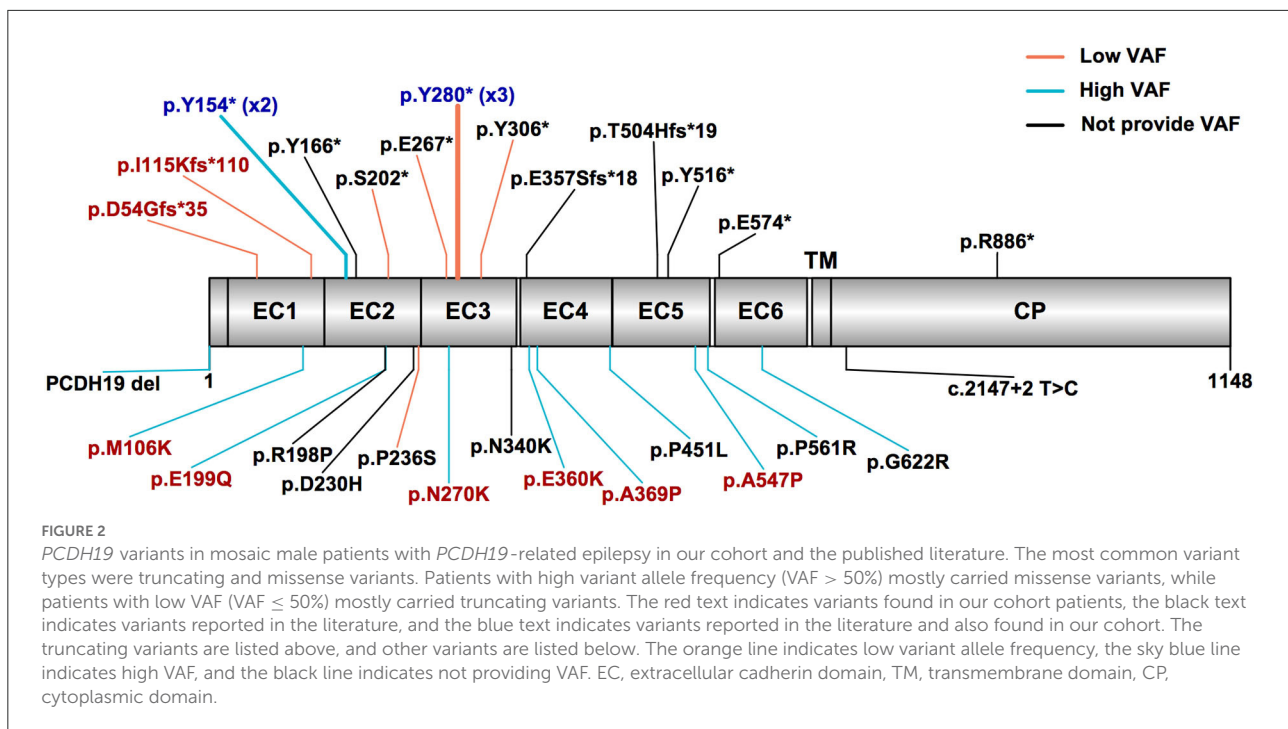 Low VAF
High VAF
Not provide VAF
p.Y154* (x2)
p.Y280* (x3)
p.Y166*
p.E267*
p.Y306*
p.T504Hfs*19
p.I115Kfs*110
p.S202*
p.E357Sfs*18
p.Y516*
p.D54Gfs*35
p.E574*
p.R886*
TM
EC1
EC2
EC3
EC4
EC5
EC6
CP
PCDH19 del
1
c.2147+2 T>C
1148
p.M106K
p.E199Q
p.R198P
p.D230H
p.P236S
p.N270K
p.N340K
p.E360K
p.A369P
p.P451L
p.A547P
p.P561R
p.G622R
FIGURE 2
PCDH19 variants in mosaic male patients with PCDH19-related epilepsy in our cohort and the published literature. The most common variant
types were truncating and missense variants. Patients with high variant allele frequency (VAF > 50%) mostly carried missense variants, while
patients with low VAF (VAF ≤ 50%) mostly carried truncating variants. The red text indicates variants found in our cohort patients, the black text
indicates variants reported in the literature, and the blue text indicates variants reported in the literature and also found in our cohort. The
truncating variants are listed above, and other variants are listed below. The orange line indicates low variant allele frequency, the sky blue line
indicates high VAF, and the black line indicates not providing VAF. EC, extracellular cadherin domain, TM, transmembrane domain, CP,
cytoplasmic domain.